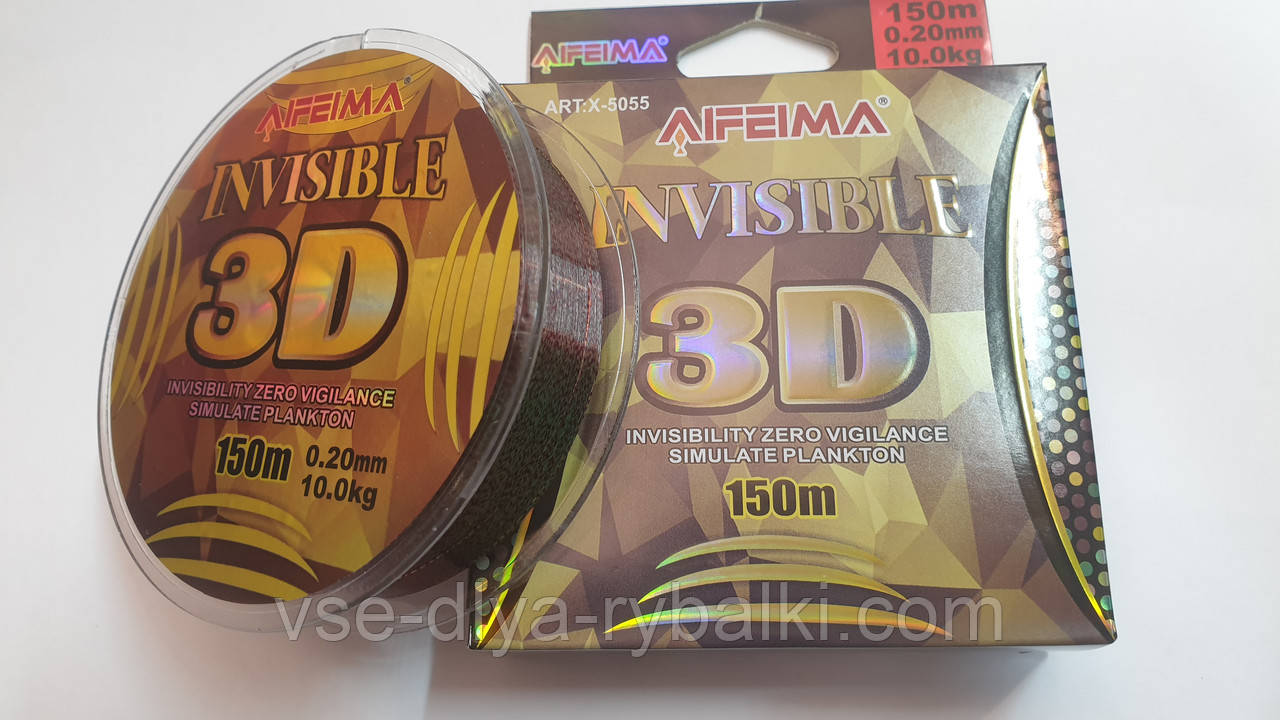 AIFEIMA®
INVISIBLE
3D
INVISIBILITY ZERO VIGILANCE
SIMULATE PLANKTON
150m 0.20mm
10.0kg
AIFEIMA®
150m
0.20mm
10.0kg
ART:X-5055
AIFEIMA®
INVISIBLE
3D
INVISIBILITY ZERO VIGILANCE
SIMULATE PLANKTON
150m
vse-dlya-rybalki.com